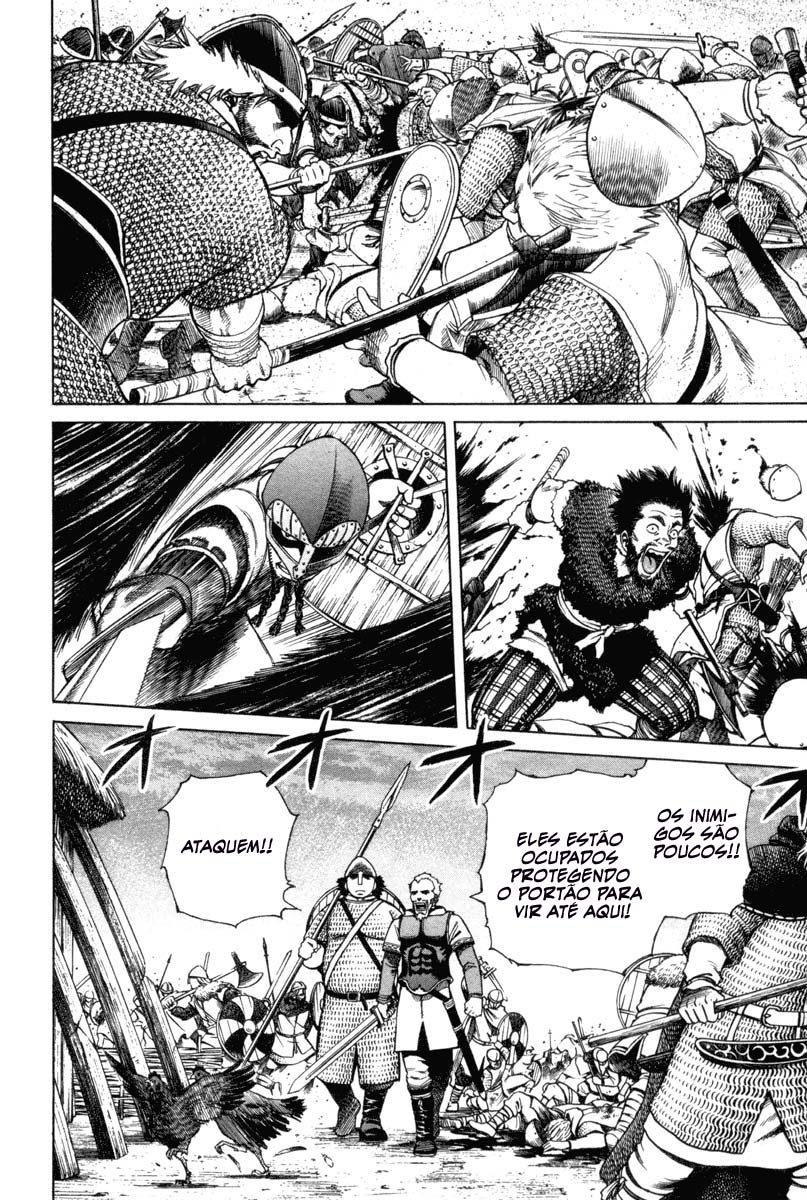 OS INIMI-
GOS SÃO
POUCOS!!
ELES ESTÃO
OCUPADOS
PROTEGENDO
O PORTÃO PARA
VIR ATÉ AQUI!
ATAQUEM!!